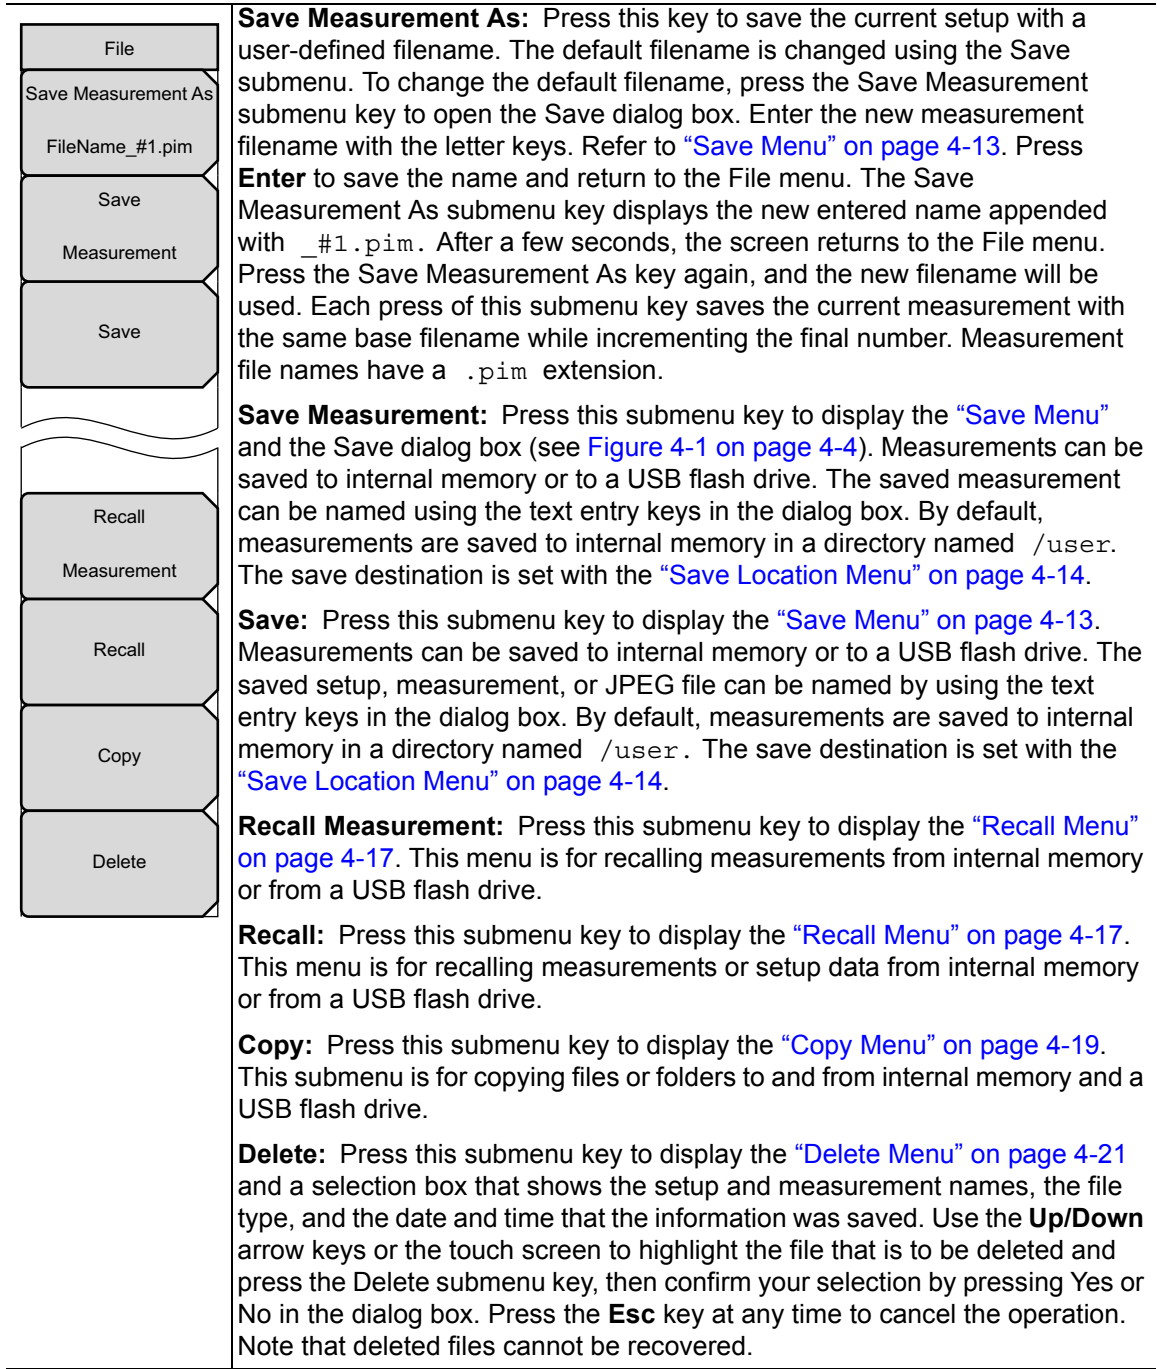 File
Save Measurement As
FileName_#1.pim
Save
Measurement
Save
Recall
Measurement
Recall
Copy
Delete
Save Measurement As: Press this key to save the current setup with a
user-defined filename. The default filename is changed using the Save
submenu. To change the default filename, press the Save Measurement
submenu key to open the Save dialog box. Enter the new measurement
filename with the letter keys. Refer to “Save Menu” on page 4-13. Press
Enter to save the name and return to the File menu. The Save
Measurement As submenu key displays the new entered name appended
with _#1.pim. After a few seconds, the screen returns to the File menu.
Press the Save Measurement As key again, and the new filename will be
used. Each press of this submenu key saves the current measurement with
the same base filename while incrementing the final number. Measurement
file names have a .pim extension.
Save Measurement: Press this submenu key to display the “Save Menu”
and the Save dialog box (see Figure 4-1 on page 4-4). Measurements can be
saved to internal memory or to a USB flash drive. The saved measurement
can be named using the text entry keys in the dialog box. By default,
measurements are saved to internal memory in a directory named /user.
The save destination is set with the “Save Location Menu” on page 4-14.
Save: Press this submenu key to display the “Save Menu” on page 4-13.
Measurements can be saved to internal memory or to a USB flash drive. The
saved setup, measurement, or JPEG file can be named by using the text
entry keys in the dialog box. By default, measurements are saved to internal
memory in a directory named /user. The save destination is set with the
“Save Location Menu” on page 4-14.
Recall Measurement: Press this submenu key to display the “Recall Menu”
on page 4-17. This menu is for recalling measurements from internal memory
or from a USB flash drive.
Recall: Press this submenu key to display the “Recall Menu” on page 4-17.
This menu is for recalling measurements or setup data from internal memory
or from a USB flash drive.
Copy: Press this submenu key to display the “Copy Menu” on page 4-19.
This submenu is for copying files or folders to and from internal memory and a
USB flash drive.
Delete: Press this submenu key to display the “Delete Menu” on page 4-21
and a selection box that shows the setup and measurement names, the file
type, and the date and time that the information was saved. Use the Up/Down
arrow keys or the touch screen to highlight the file that is to be deleted and
press the Delete submenu key, then confirm your selection by pressing Yes or
No in the dialog box. Press the Esc key at any time to cancel the operation.
Note that deleted files cannot be recovered.